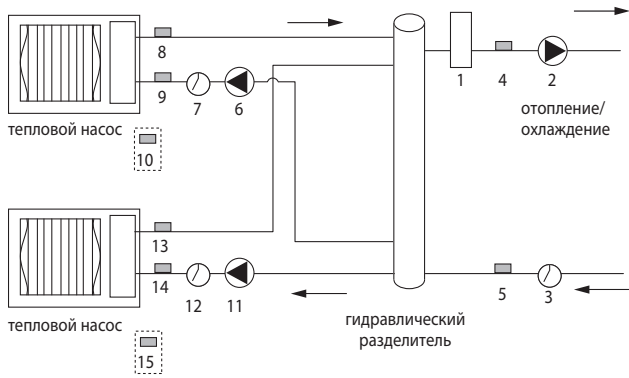 8
9
7
6
1
4
2
отопление/
охлаждение
тепловой насос
10
13
14
12
11
5
3
тепловой насос
гидравлический
разделитель
15